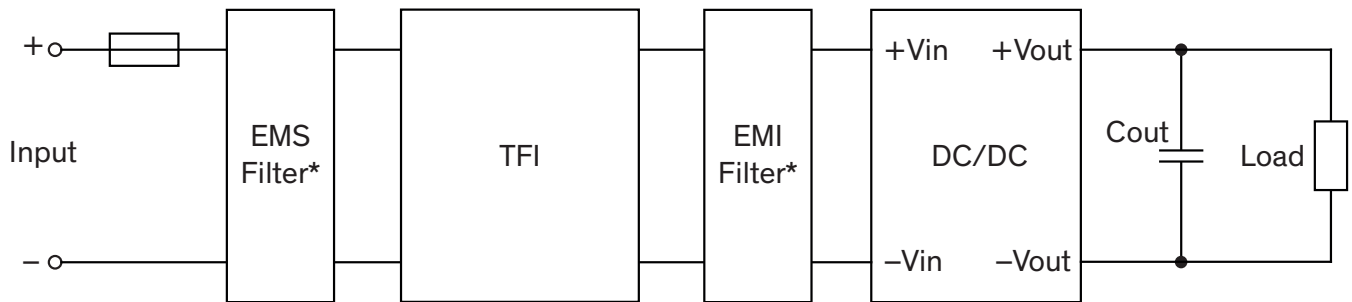 +
Input
–
EMS
Filter*
TFI
EMI
Filter*
+Vin
+Vout
DC/DC
–Vin
–Vout
Cout
Load